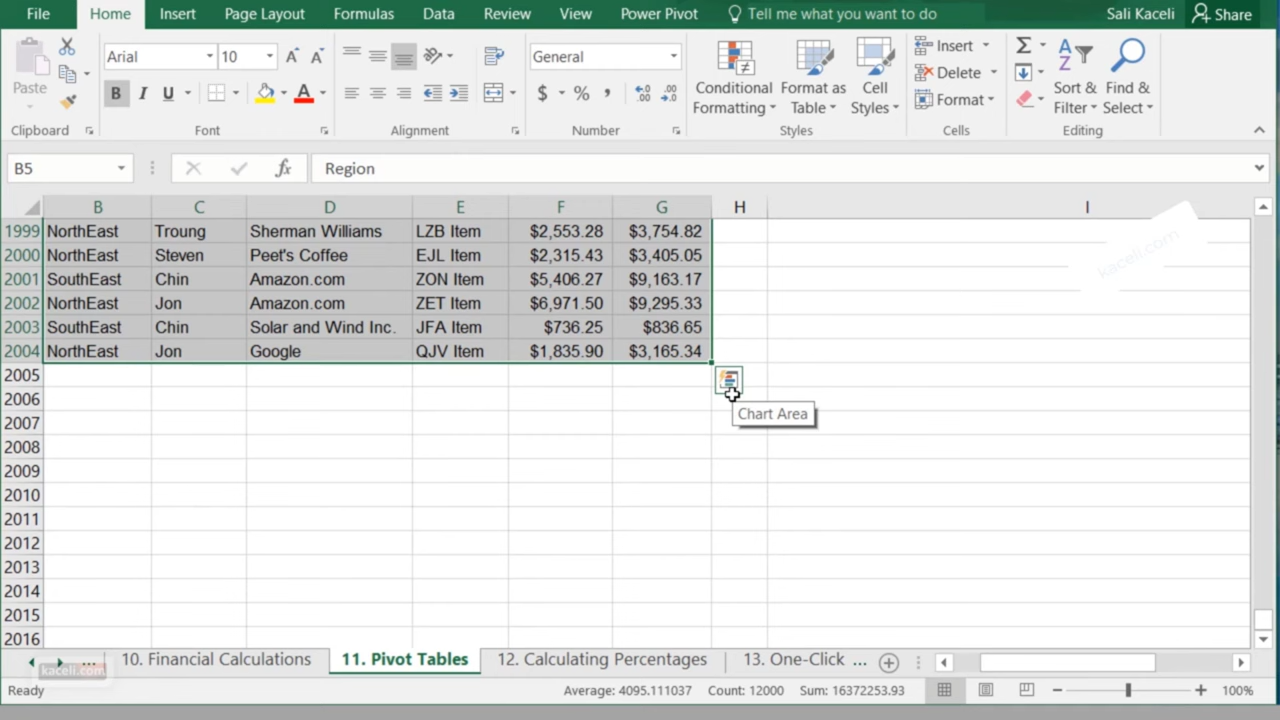 File Home Insert Page Layout Formulas Data Review View Power Pivot Tell me what you want to do Sali Kaceli Share
Paste
Arial 10
A A
B I U A
General
$ % ,
Conditional Formatting
Format as Table
Cell Styles
Insert
Delete
Format
Σ
A Z
Sort & Filter
Find & Select
Clipboard Font Alignment Number Styles Cells Editing
B5 fx Region
B C D E F G H I
1999 NorthEast Troung Sherman Williams LZB Item $2,553.28 $3,754.82
2000 NorthEast Steven Peet's Coffee EJL Item $2,315.43 $3,405.05
2001 SouthEast Chin Amazon.com ZON Item $5,406.27 $9,163.17
2002 NorthEast Jon Amazon.com ZET Item $6,971.50 $9,295.33
2003 SouthEast Chin Solar and Wind Inc. JFA Item $736.25 $836.65
2004 NorthEast Jon Google QJV Item $1,835.90 $3,165.34
kaceli.com
2005
Chart Area
2006
2007
2008
2009
2010
2011
2012
2013
2014
2015
2016
... 10. Financial Calculations 11. Pivot Tables 12. Calculating Percentages 13. One-Click ...
kaceli.com
Ready Average: 4095.111037 Count: 12000 Sum: 16372253.93 100%